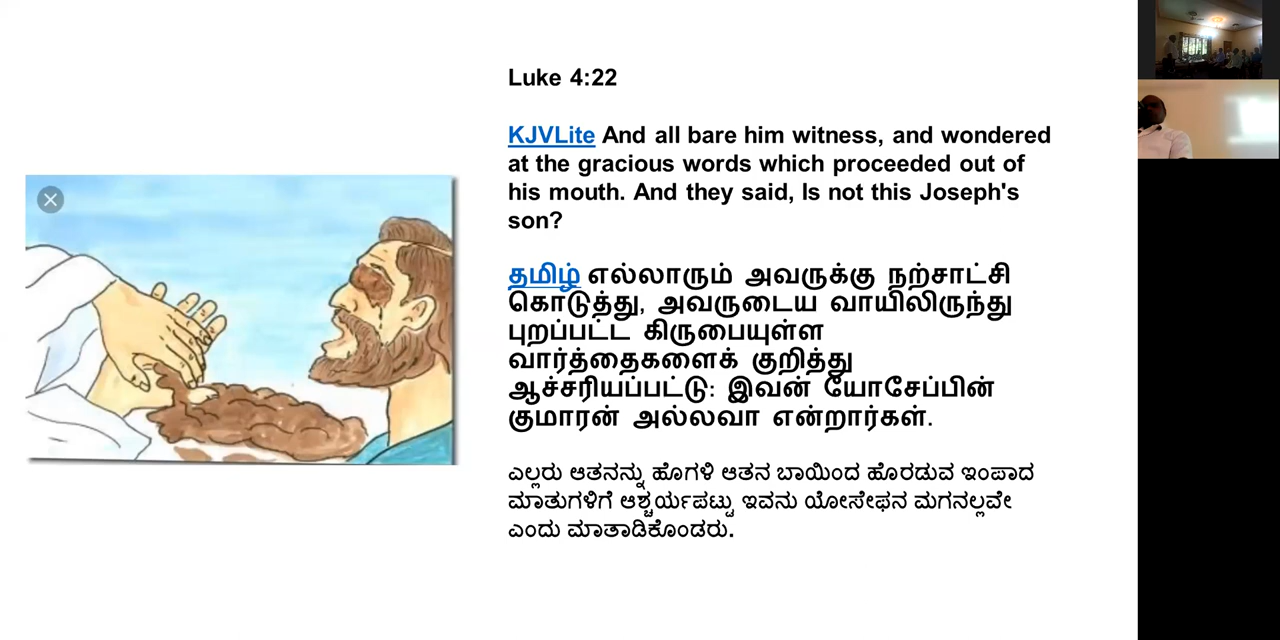 Luke 4:22
KJVLite And all bare him witness, and wondered
at the gracious words which proceeded out of
his mouth. And they said, Is not this Joseph's
son?
தமிழ் எல்லாரும் அவருக்கு நற்சாட்சி
கொடுத்து, அவருடைய வாயிலிருந்து
புறப்பட்ட கிருபையுள்ள
வார்த்தைகளைக் குறித்து
ஆச்சரியப்பட்டு: இவன் யோசேப்பின்
குமாரன் அல்லவா என்றார்கள்.
ಎಲ್ಲರು ಆತನನ್ನು ಹೊಗಳಿ ಆತನ ಬಾಯಿಂದ ಹೊರಡುವ ಇಂಪಾದ
ಮಾತುಗಳಿಗೆ ಆಶ್ಚರ್ಯಪಟ್ಟು ಇವನು ಯೋಸೇಫನ ಮಗನಲ್ಲವೇ
ಎಂದು ಮಾತಾಡಿಕೊಂಡರು.